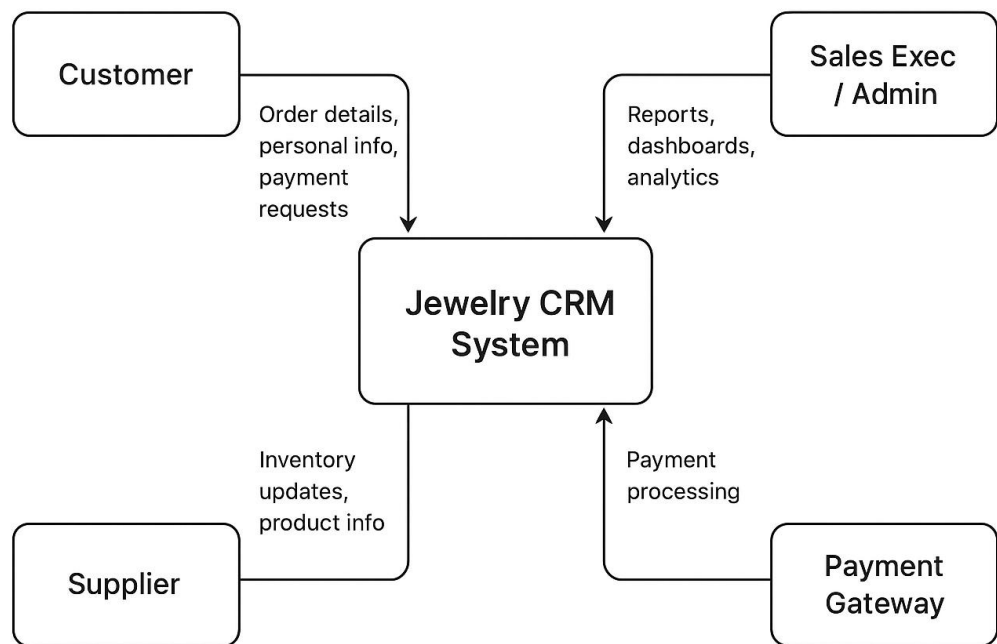 Customer
Sales Exec
/ Admin
Order details,
personal info,
payment
requests
Reports,
dashboards,
analytics
Jewelry CRM
System
Inventory
updates,
product info
Payment
processing
Supplier
Payment
Gateway